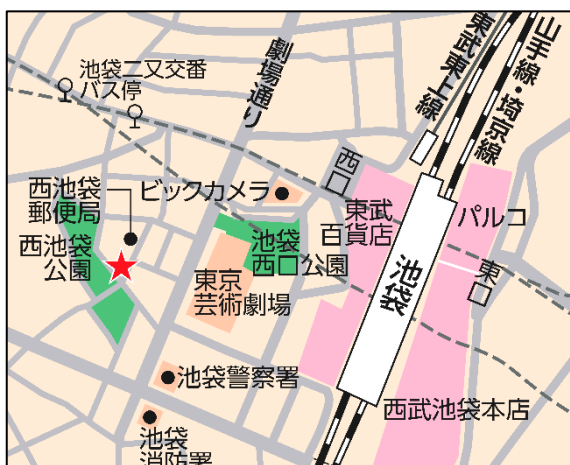 池袋二又交番
バス停
劇場通り
東武東上線
山手線・埼京線
西池袋
郵便局
ビックカメラ
西口
東武
百貨店
パルコ
西池袋
公園
池袋
西口公園
東京
芸術劇場
池袋
東口
池袋警察署
西武池袋本店
池袋
消防署